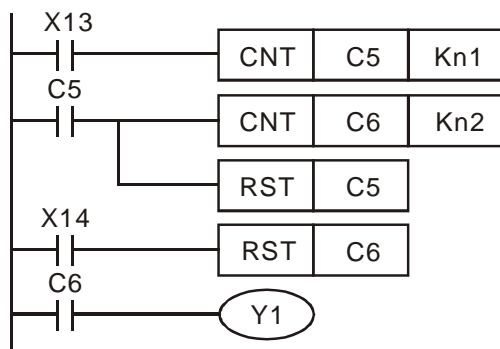 X13
CNT C5 Kn1
C5
CNT C6 Kn2
RST C5
X14
RST C6
C6
Y1